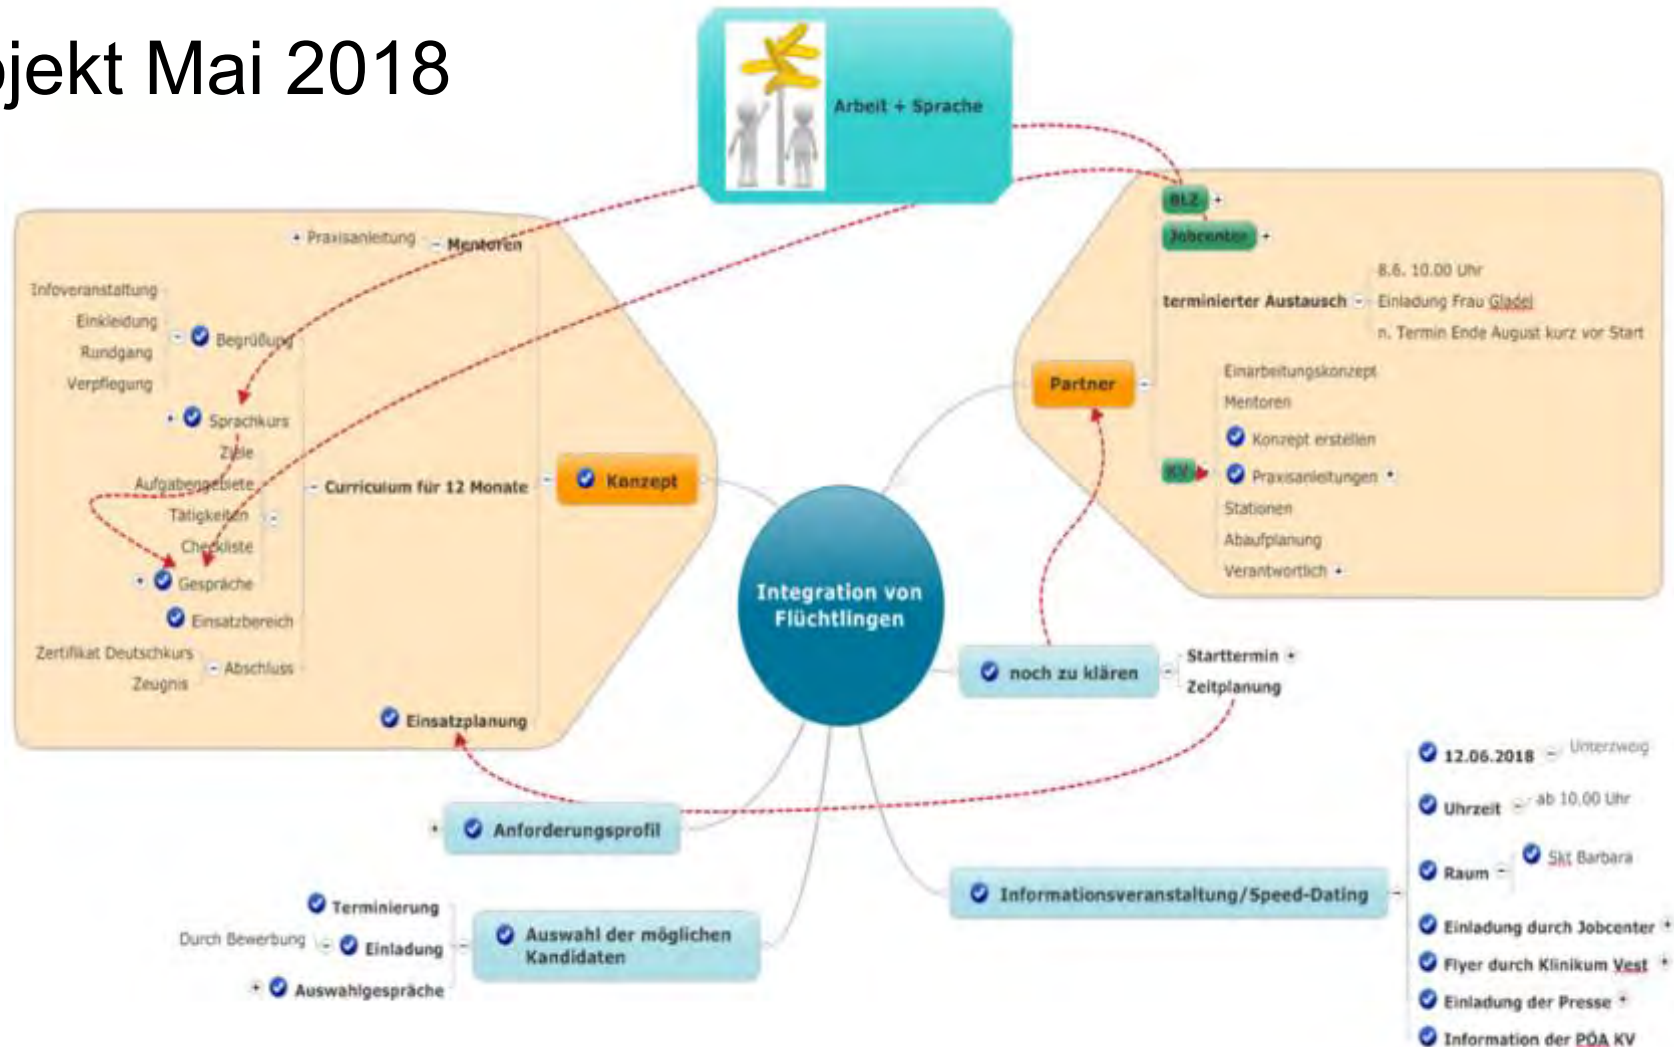 ojekt Mai 2018
Arbeit + Sprache
Praxisanleitung
Mentoren
Infoveranstaltung
Einkleidung
Rundgang
Verpflegung
Begrüßung
Sprachkurs
Ziele
Aufgabengebiete
Tätigkeiten
Checkliste
Gespräche
Einsatzbereich
Zertifikat Deutschkurs
Zeugnis
Abschluss
Curriculum für 12 Monate
Einsatzplanung
Konzept
Integration von
Flüchtlingen
BLZ
Jobcenter
terminierter Austausch
8.6. 10.00 Uhr
Einladung Frau Gladel
n. Termin Ende August kurz vor Start
Partner
KV
Einarbeitungskonzept
Mentoren
Konzept erstellen
Praxisanleitungen
Stationen
Abaufplanung
Verantwortlich
noch zu klären
Starttermin
Zeitplanung
Anforderungsprofil
Terminierung
Durch Bewerbung
Einladung
Auswahlgespräche
Auswahl der möglichen
Kandidaten
Informationsveranstaltung/Speed-Dating
12.06.2018
Unterzweig
Uhrzeit
ab 10.00 Uhr
Raum
Skt Barbara
Einladung durch Jobcenter
Flyer durch Klinikum Vest
Einladung der Presse
Information der PÖA KV